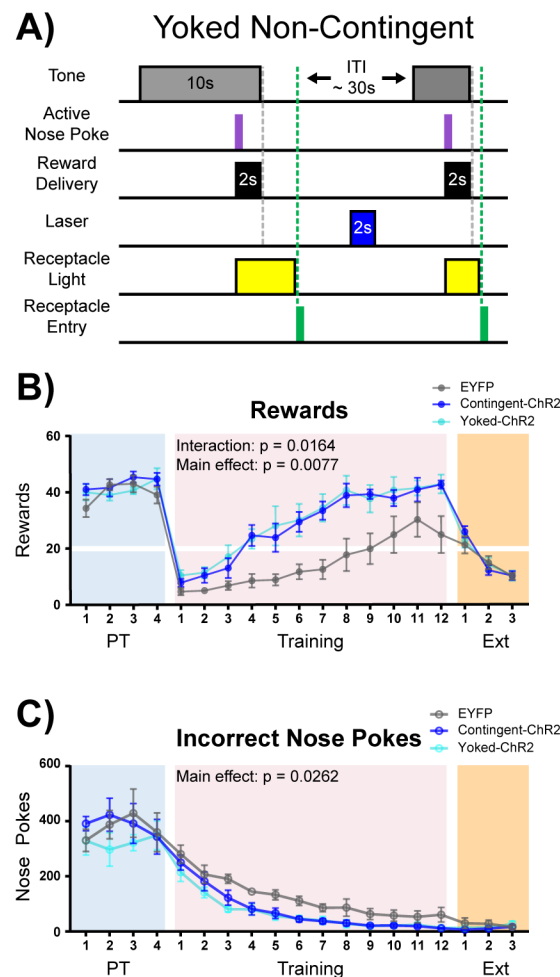 A) Yoked Non-Contingent
Tone
10s
ITI
~ 30s
Active
Nose Poke
Reward
Delivery
2s
2s
Laser
2s
Receptacle
Light
Receptacle
Entry
B)
Rewards
EYFP
Contingent-ChR2
Yoked-ChR2
Interaction: p = 0.0164
Main effect: p = 0.0077
Rewards
60
40
20
0
1 2 3 4 1 2 3 4 5 6 7 8 9 10 11 12 1 2 3
PT Training Ext
C)
Incorrect Nose Pokes
EYFP
Contingent-ChR2
Yoked-ChR2
Main effect: p = 0.0262
Nose Pokes
600
400
200
0
1 2 3 4 1 2 3 4 5 6 7 8 9 10 11 12 1 2 3
PT Training Ext